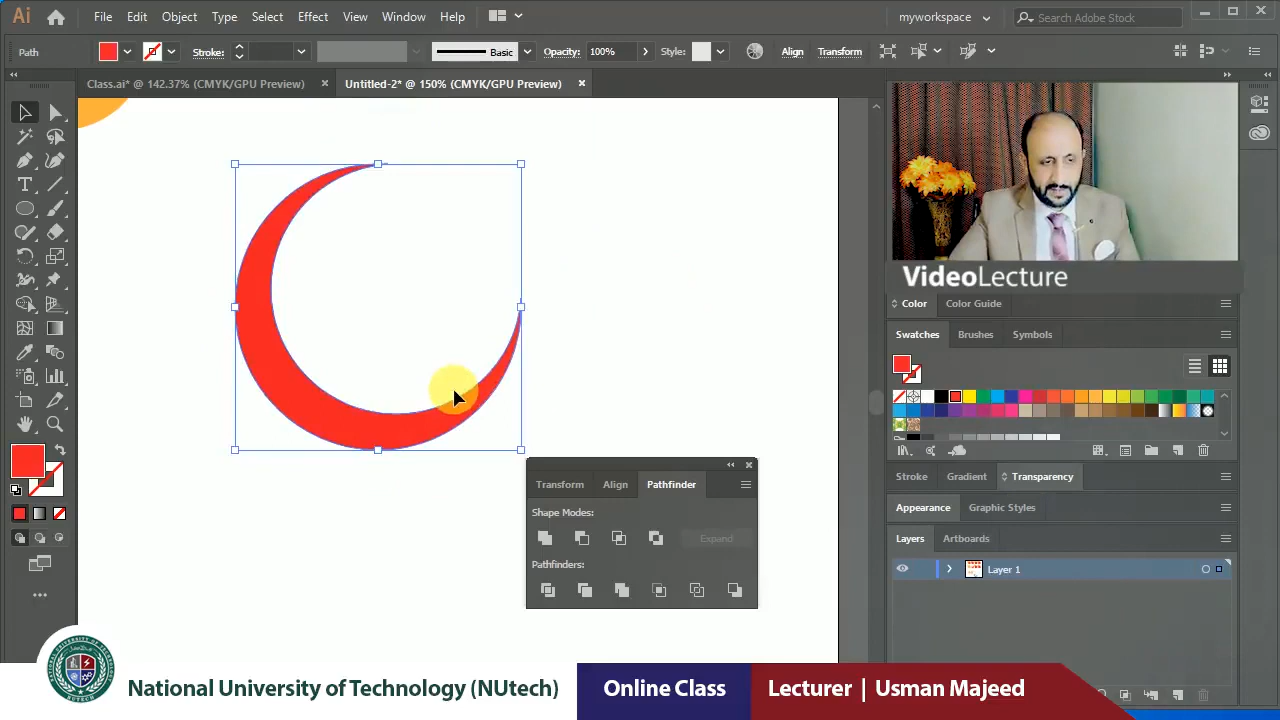 Ai File Edit Object Type Select Effect View Window Help myworkspace Search Adobe Stock
Path Stroke: Basic Opacity: 100% Style: Align Transform
Class.ai* @ 142.37% (CMYK/GPU Preview) Untitled-2* @ 150% (CMYK/GPU Preview)
VideoLecture
Color Color Guide
Swatches Brushes Symbols
Stroke Gradient Transparency
Appearance Graphic Styles
Layers Artboards
Layer 1
Transform Align Pathfinder
Shape Modes:
Expand
Pathfinders:
National University of Technology (NUtech) Online Class Lecturer | Usman Majeed